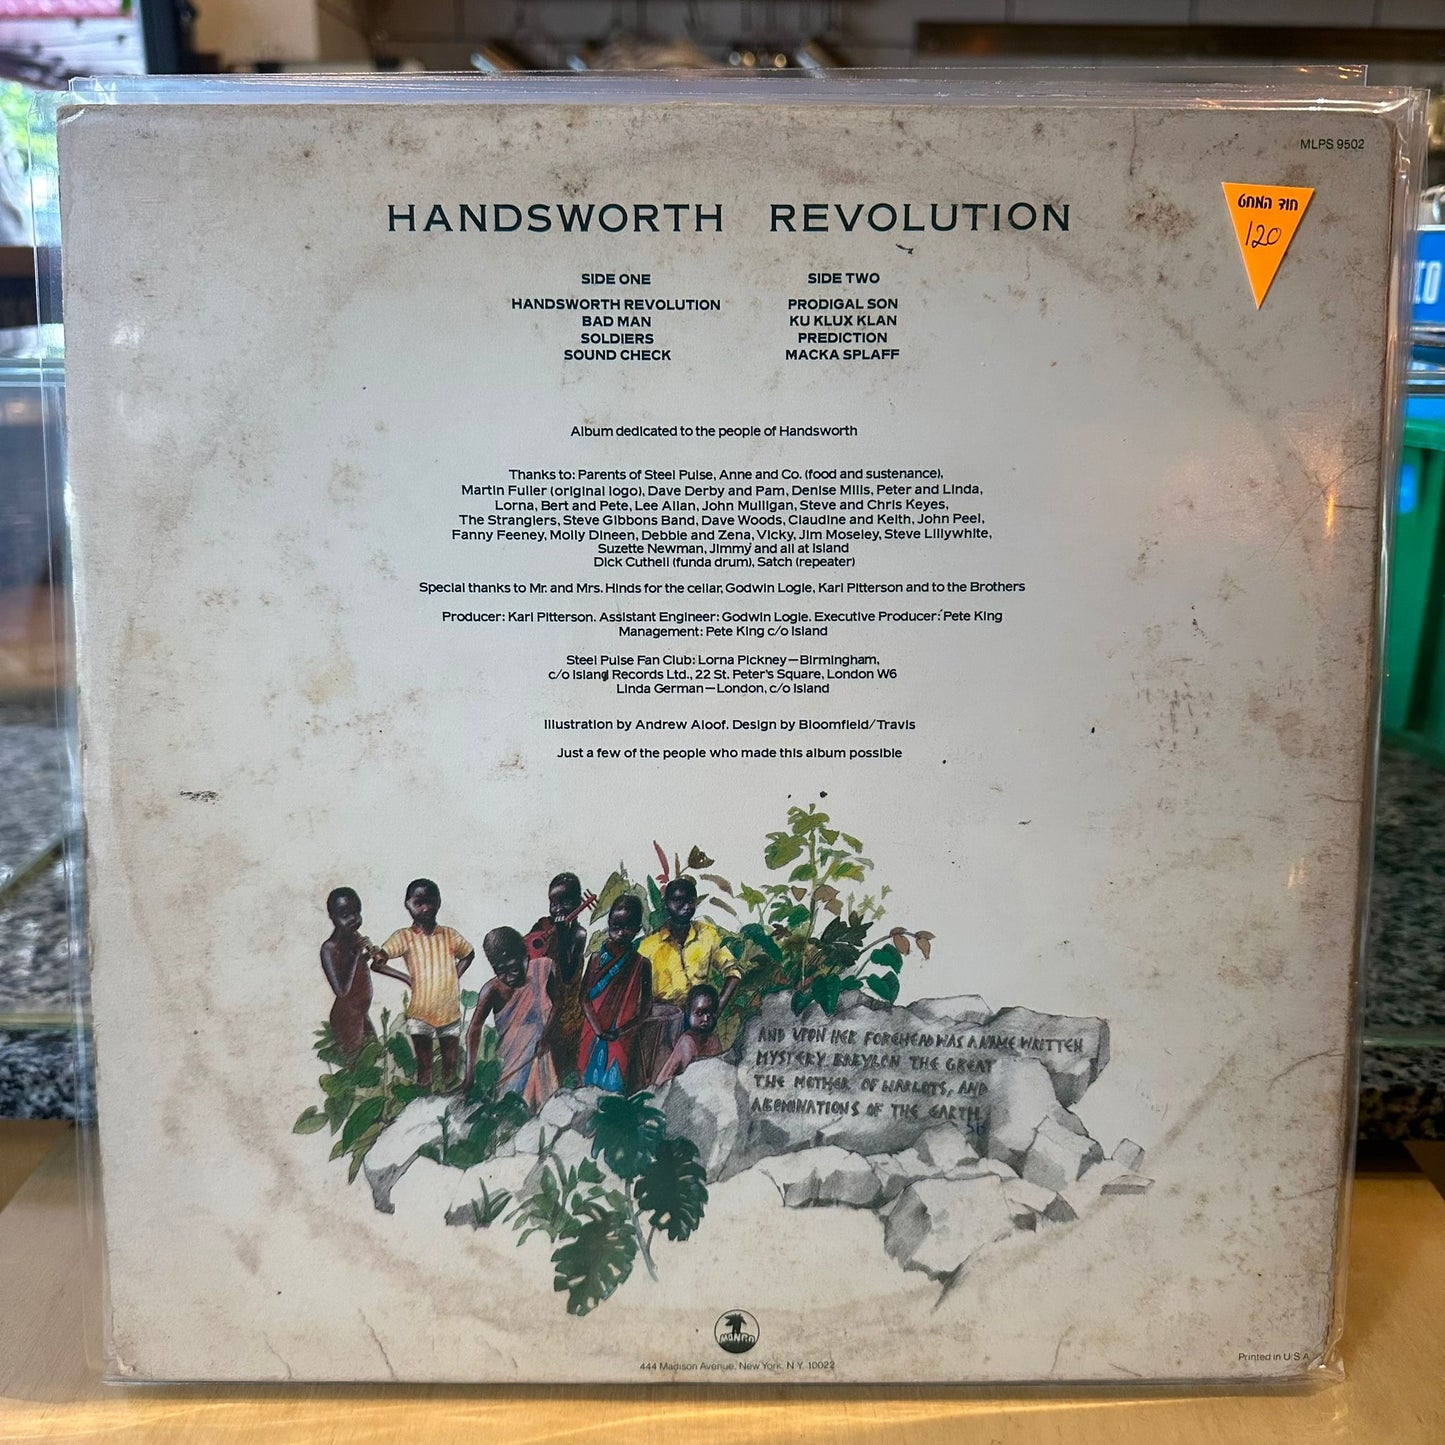 MLPS 9502
HANDSWORTH REVOLUTION
חוד המחט
120
SIDE ONE
HANDSWORTH REVOLUTION
BAD MAN
SOLDIERS
SOUND CHECK
SIDE TWO
PRODIGAL SON
KU KLUX KLAN
PREDICTION
MACKA SPLAFF
Album dedicated to the people of Handsworth
Thanks to: Parents of Steel Pulse, Anne and Co. (food and sustenance),
Martin Fuller (original logo), Dave Derby and Pam, Denise Mills, Peter and Linda,
Lorna, Bert and Pete, Lee Allan, John Mulligan, Steve and Chris Keyes,
The Stranglers, Steve Gibbons Band, Dave Woods, Claudine and Keith, John Peel,
Fanny Feeney, Molly Dineen, Debbie and Zena, Vicky, Jim Moseley, Steve Lillywhite,
Suzette Newman, Jimmy and all at Island
Dick Cuthell (funda drum), Satch (repeater)
Special thanks to Mr. and Mrs. Hinds for the cellar, Godwin Logie, Karl Pitterson and to the Brothers
Producer: Karl Pitterson. Assistant Engineer: Godwin Logie. Executive Producer: Pete King
Management: Pete King c/o Island
Steel Pulse Fan Club: Lorna Pickney—Birmingham,
c/o Island Records Ltd., 22 St. Peter's Square, London W6
Linda German—London, c/o Island
Illustration by Andrew Aloof. Design by Bloomfield/Travis
Just a few of the people who made this album possible
AND UPON HER FOREHEAD WAS A NAME WRITTEN
MYSTERY BABYLON THE GREAT
THE MOTHER OF HARLOTS, AND
ABOMINATIONS OF THE EARTH
MANGO
444 Madison Avenue, New York, N.Y. 10022
Printed in U.S.A.